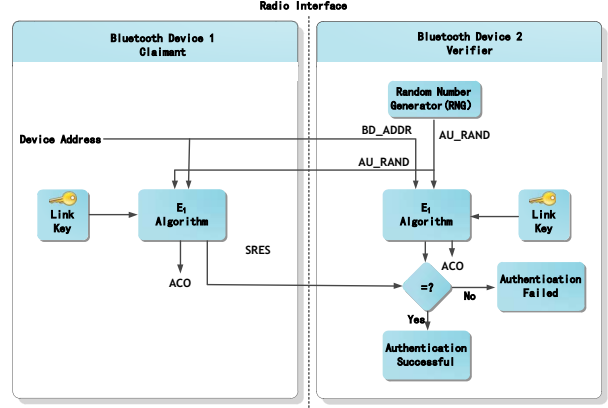 Radio Interface
Bluetooth Device 1
Claimant
Bluetooth Device 2
Verifier
Random Number
Generator(RNG)
Device Address
BD_ADDR
AU_RAND
AU_RAND
Link
Key
E₁
Algorithm
E₁
Algorithm
Link
Key
SRES
ACO
ACO
=?
No
Authentication
Failed
Yes
Authentication
Successful